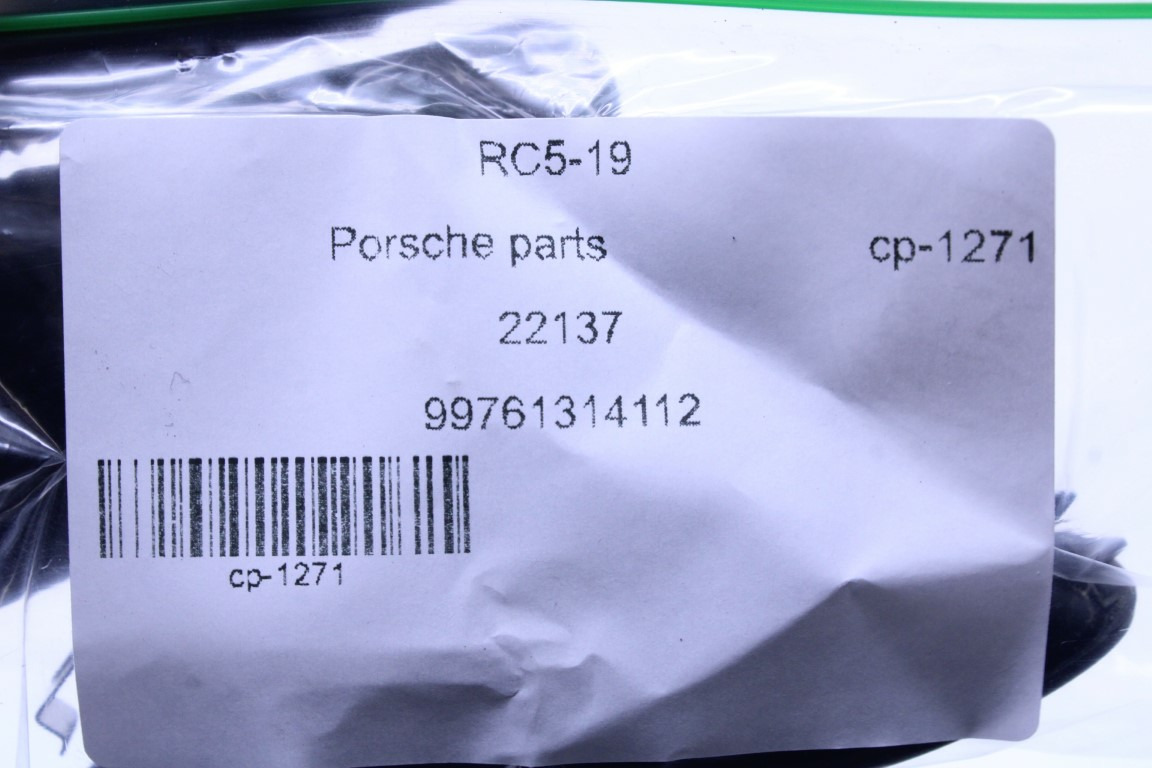 RC5-19
Porsche parts cp-1271
22137
99761314112
cp-1271